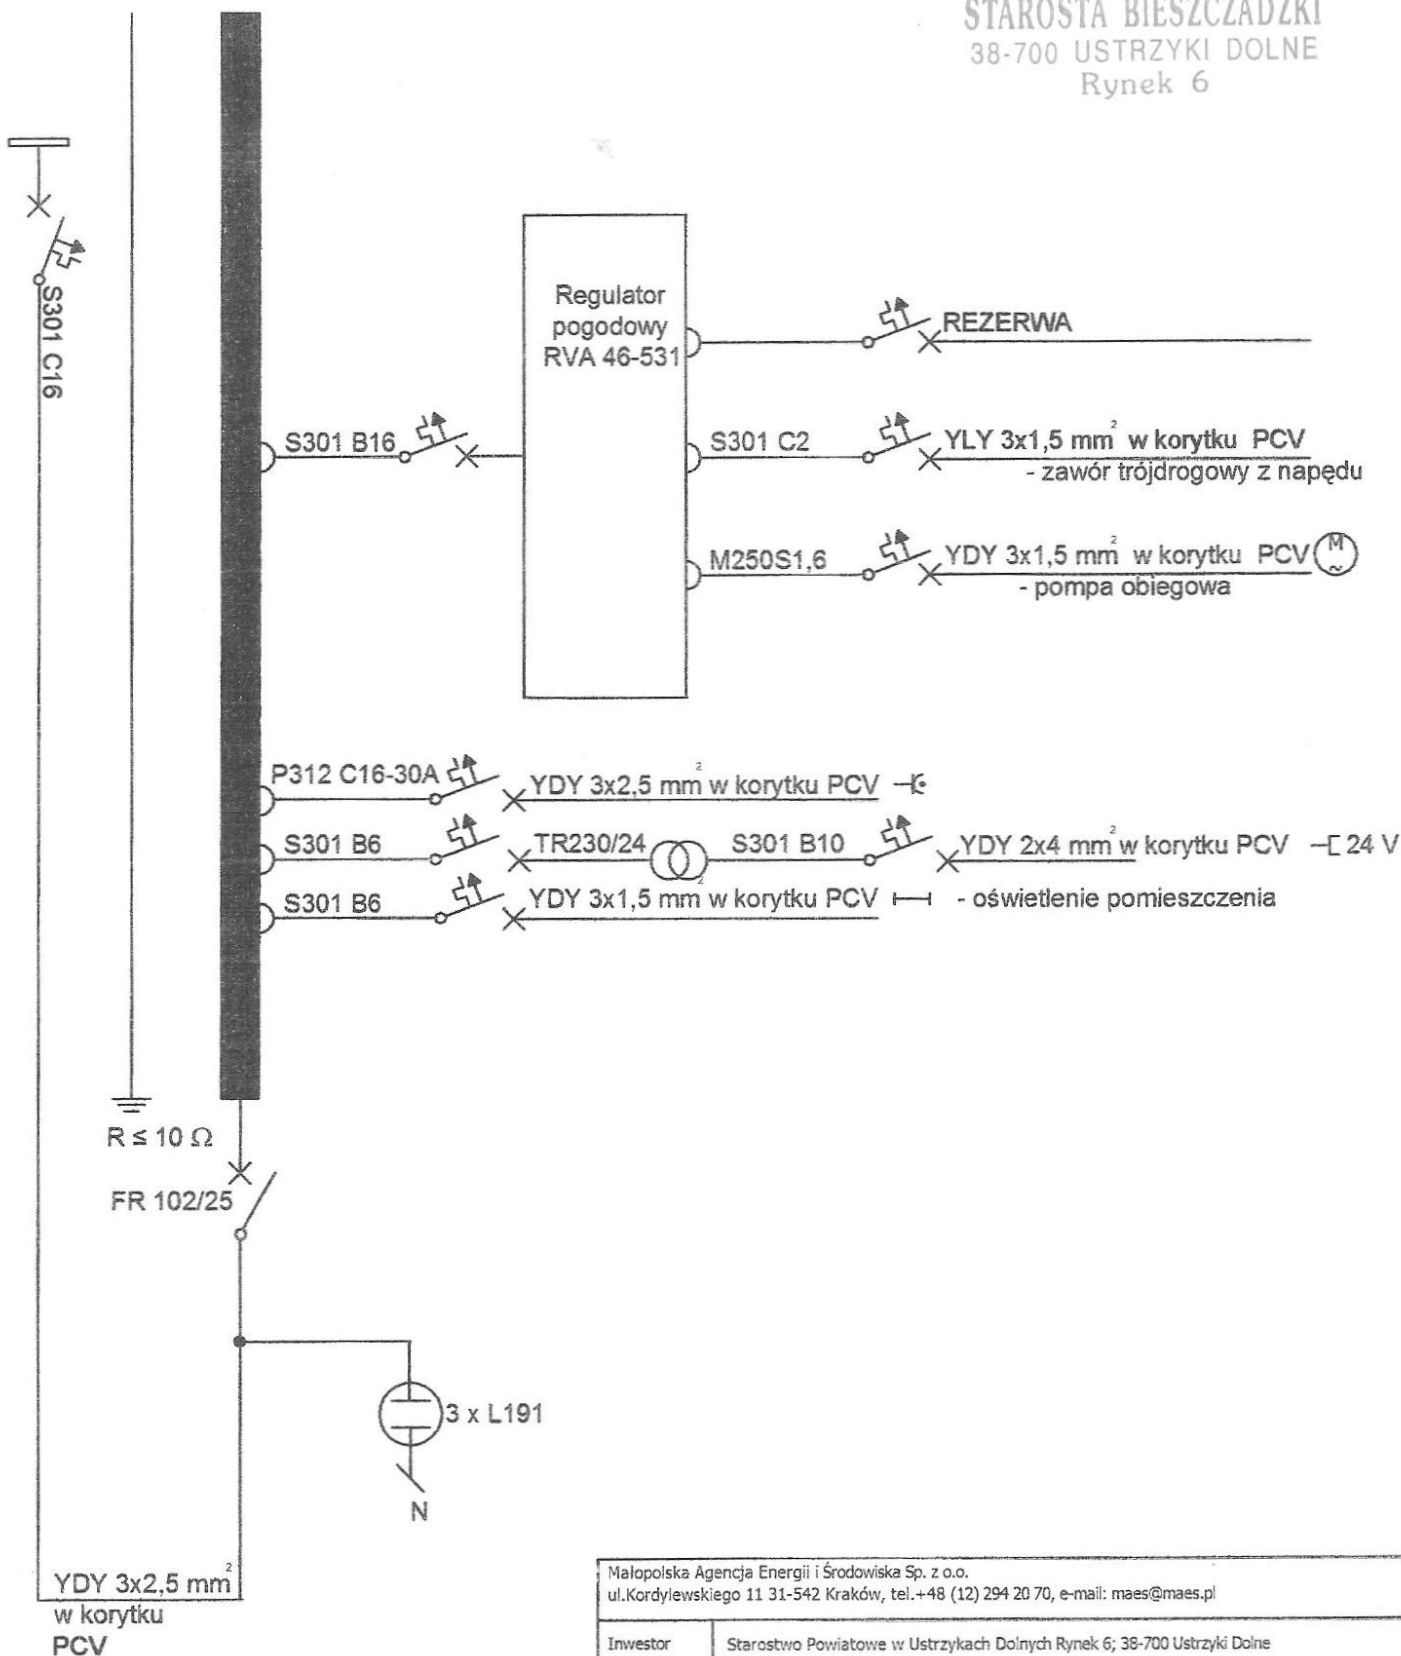 STAROSTA BIESZCZADZKI
38-700 USTRZYKI DOLNE
Rynek 6
S301 C16
Regulator
pogodowy
RVA 46-531
REZERWA
S301 B16
S301 C2
YLY 3x1,5 mm² w korytku PCV
- zawór trójdrogowy z napędu
M250S1,6
YDY 3x1,5 mm² w korytku PCV
M
~
- pompa obiegowa
P312 C16-30A
YDY 3x2,5 mm² w korytku PCV
S301 B6
TR230/24
S301 B10
YDY 2x4 mm² w korytku PCV
24 V
S301 B6
YDY 3x1,5 mm² w korytku PCV
- oświetlenie pomieszczenia
R ≤ 10 Ω
FR 102/25
3 x L191
N
YDY 3x2,5 mm²
w korytku
PCV
Małopolska Agencja Energii i Środowiska Sp. z o.o.
ul.Kordylewskiego 11 31-542 Kraków, tel.+48 (12) 294 20 70, e-mail: maes@maes.pl
Inwestor
Starostwo Powiatowe w Ustrzykach Dolnych Rynek 6; 38-700 Ustrzyki Dolne